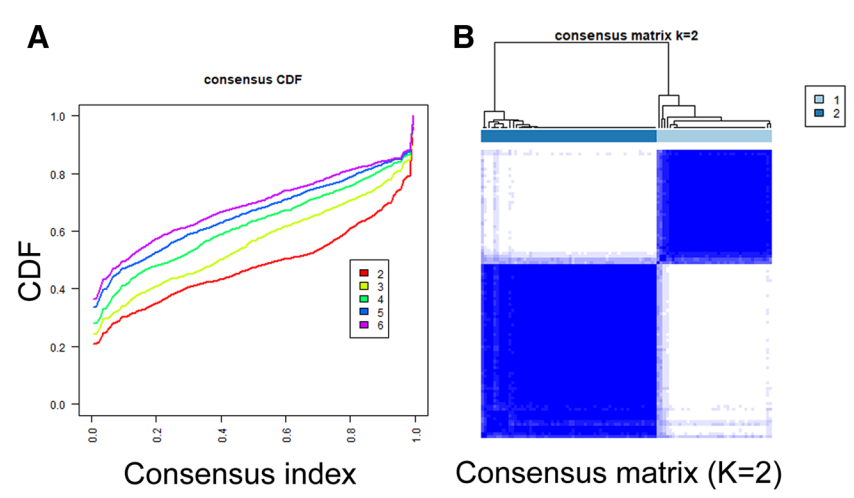 A
consensus CDF
CDF
1.0
0.8
0.6
0.4
0.2
0.0
2
3
4
5
6
0.0 0.2 0.4 0.6 0.8 1.0
Consensus index
B
consensus matrix k=2
1
2
Consensus matrix (K=2)